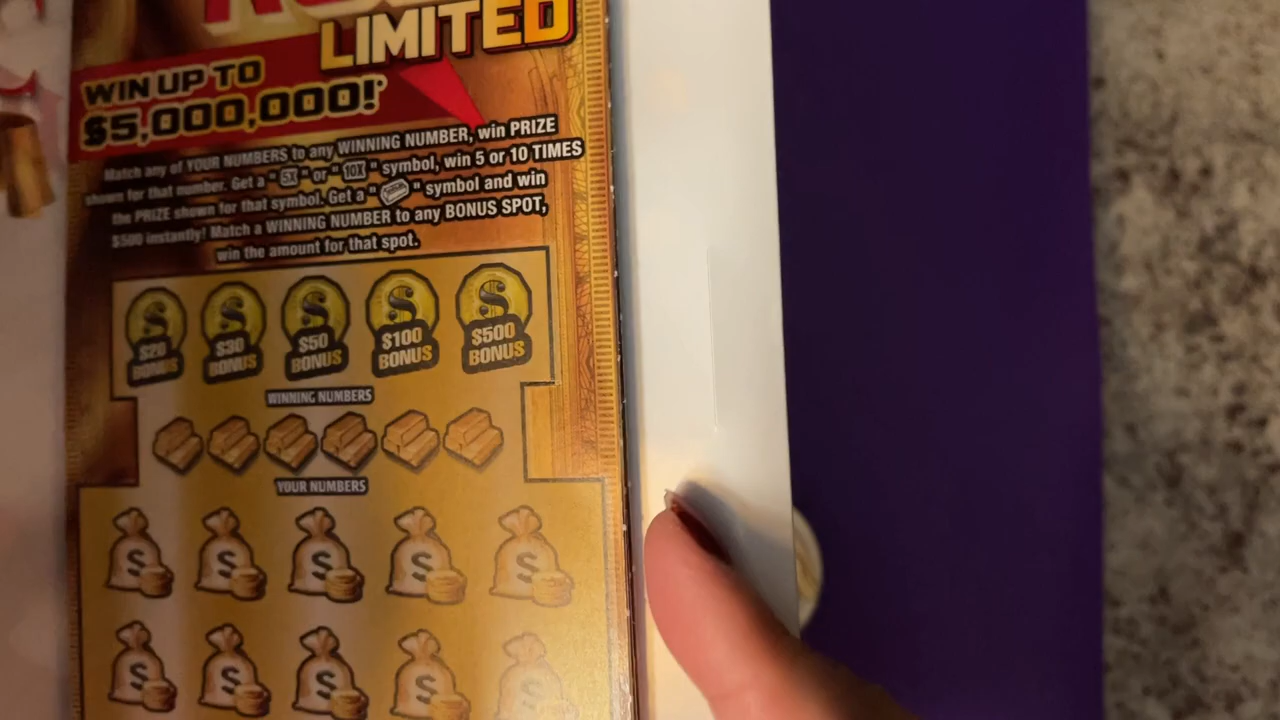 LIMITED
WIN UP TO
$5,000,000!*
Match any of YOUR NUMBERS to any WINNING NUMBER, win PRIZE
shown for that number. Get a "5X" or "10X" symbol, win 5 or 10 TIMES
the PRIZE shown for that symbol. Get a " " symbol and win
$500 instantly! Match a WINNING NUMBER to any BONUS SPOT,
win the amount for that spot.
$20 BONUS
$30 BONUS
$50 BONUS
$100 BONUS
$500 BONUS
WINNING NUMBERS
YOUR NUMBERS